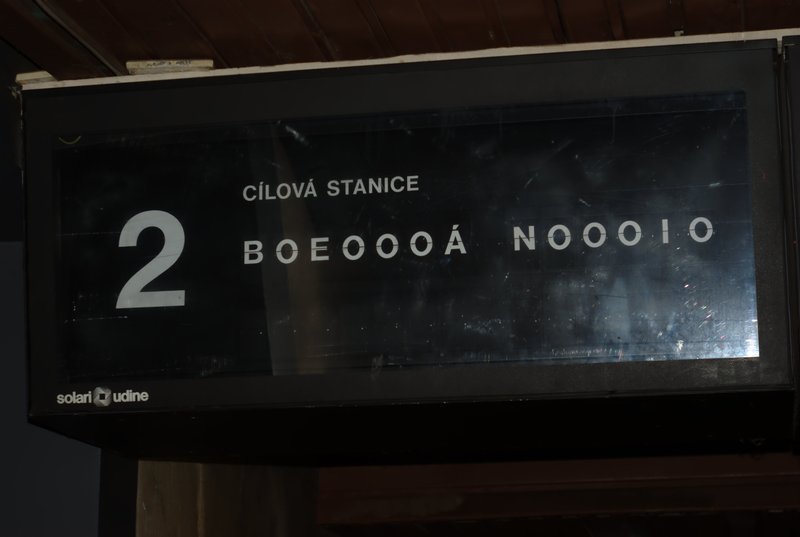 CÍLOVÁ STANICE
2
BOEOOOÁ NOOOIO
solari udine